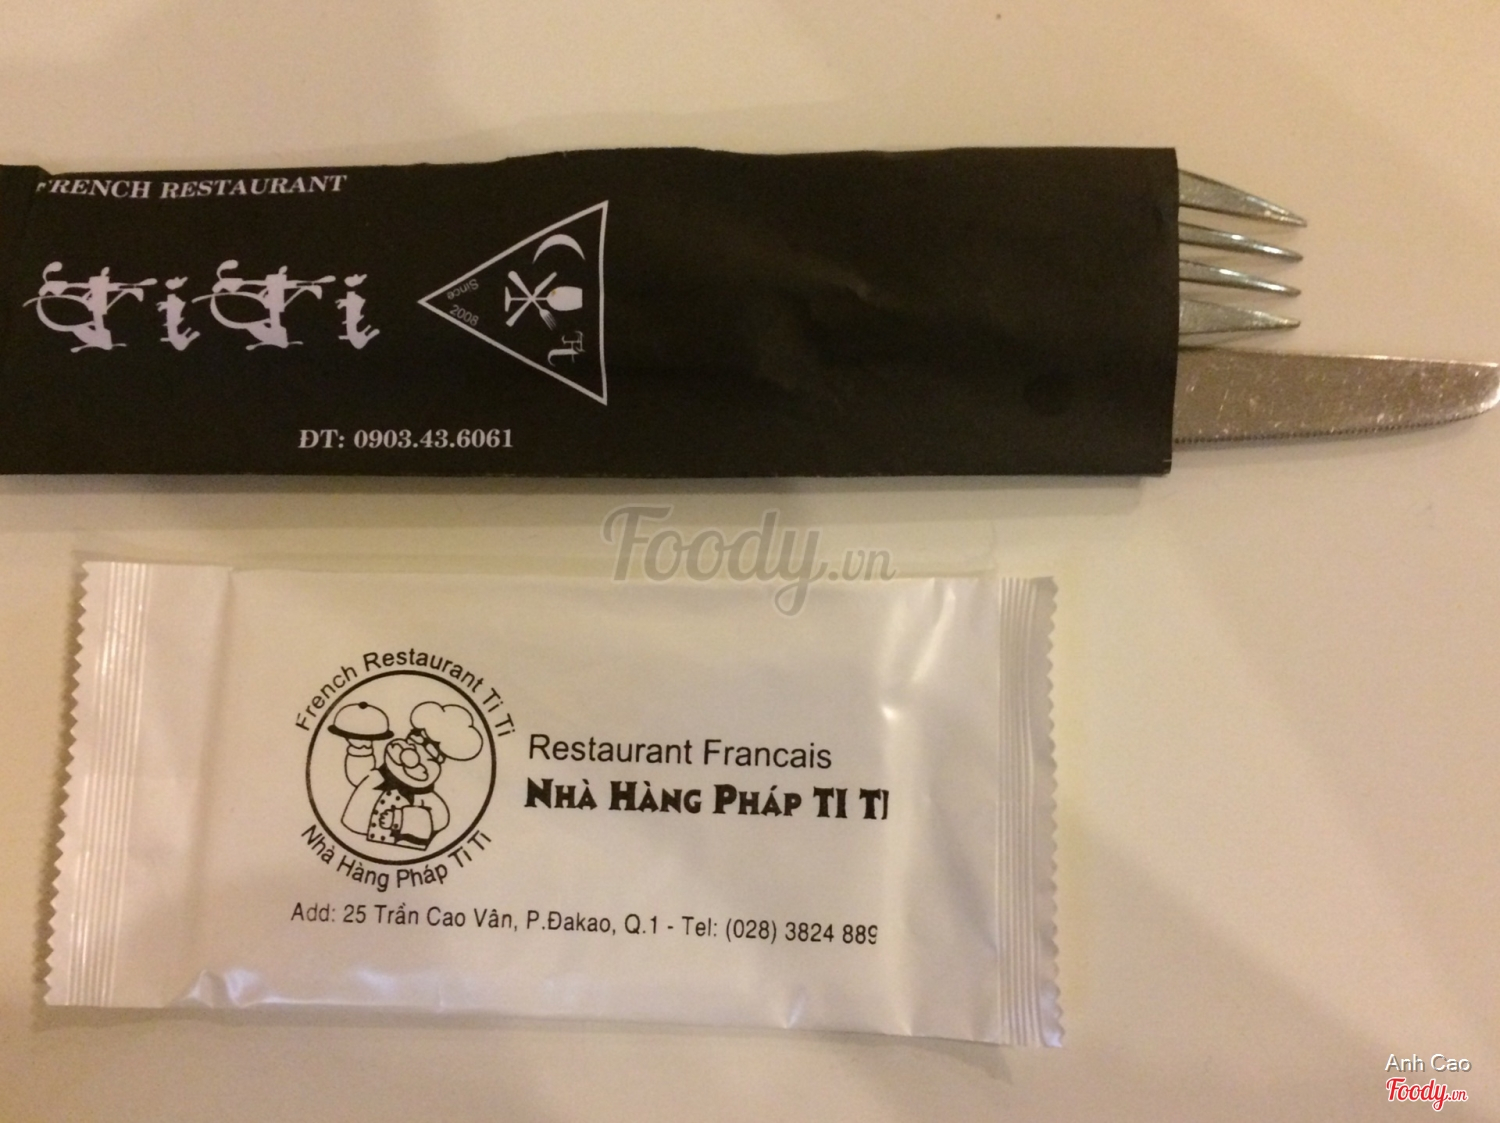 FRENCH RESTAURANT
TiTi
Since 2008
Tt
ĐT: 0903.43.6061
Foody.vn
French Restaurant Ti Ti
Restaurant Francais
NHÀ HÀNG PHÁP TI TI
Nhà Hàng Pháp Ti Ti
Add: 25 Trần Cao Vân, P.Đakao, Q.1 - Tel: (028) 3824 889
Anh Cao
Foody.vn